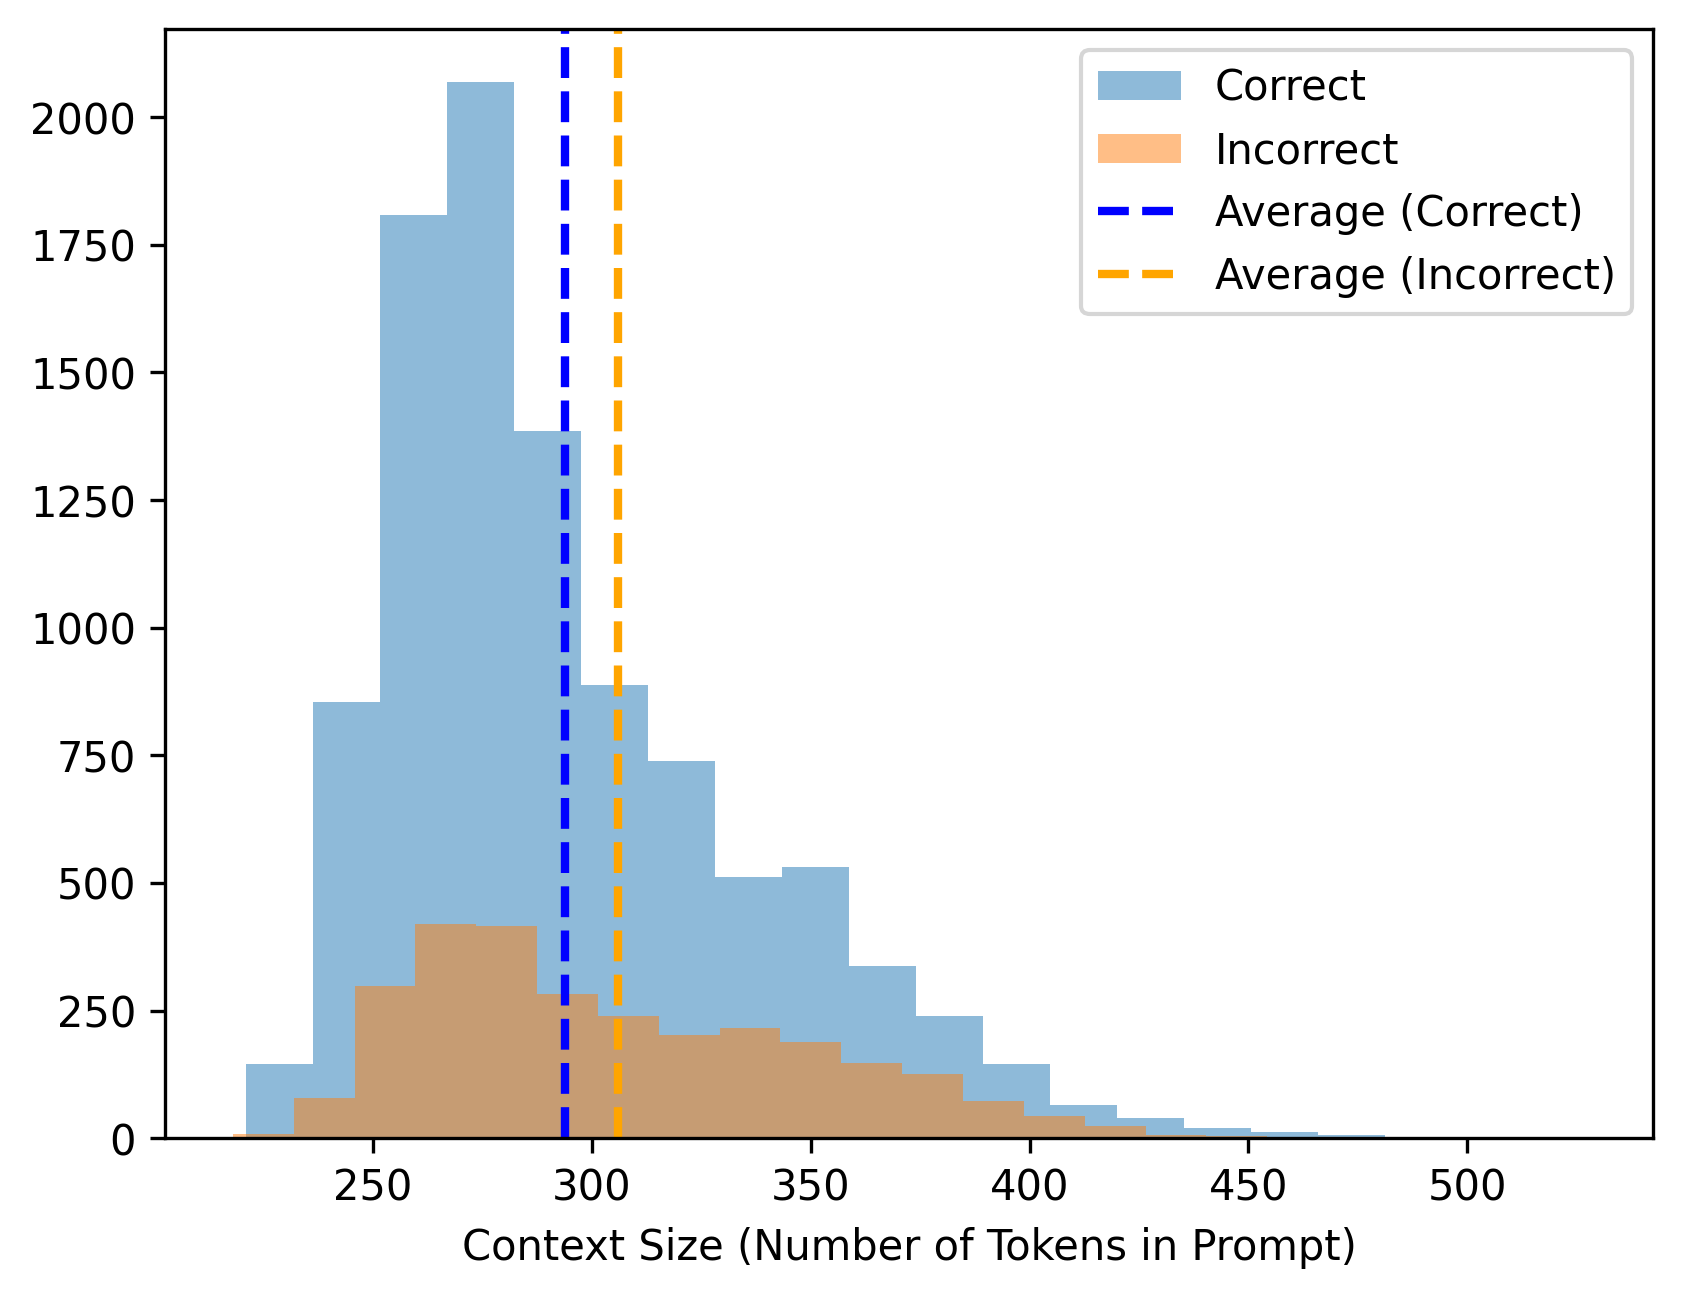 Correct
Incorrect
Average (Correct)
Average (Incorrect)
2000
1750
1500
1250
1000
750
500
250
0
250 300 350 400 450 500
Context Size (Number of Tokens in Prompt)